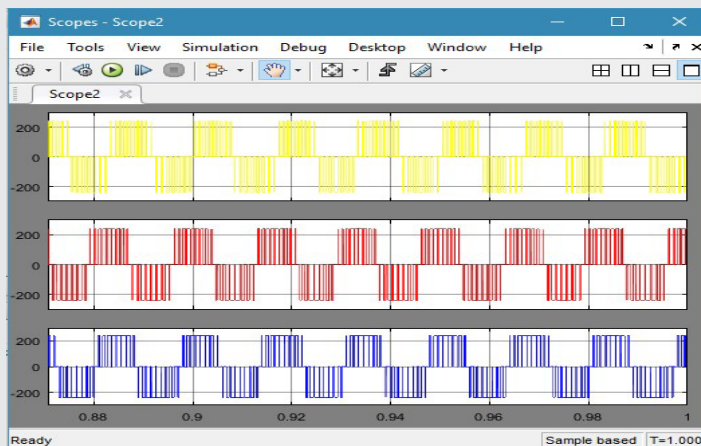 Scopes - Scope2
File Tools View Simulation Debug Desktop Window Help
Scope2
200
0
-200
200
0
-200
200
0
-200
0.88 0.9 0.92 0.94 0.96 0.98 1
Ready Sample based T=1.000